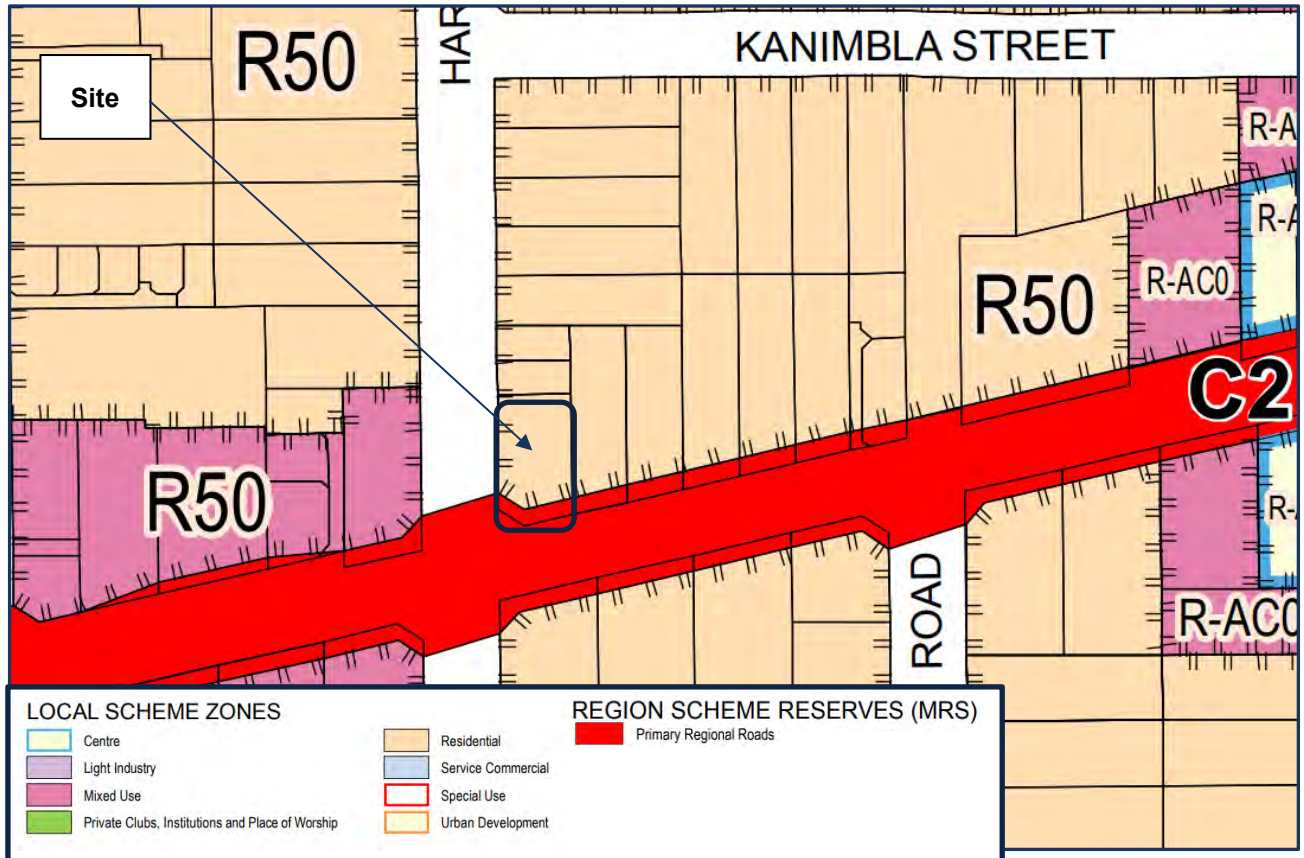 R50
HAR
KANIMBLA STREET
Site
R-A
R-A
R50
R-AC0
C2
R50
R-A
ROAD
R-AC0
LOCAL SCHEME ZONES
Centre
Light Industry
Mixed Use
Private Clubs, Institutions and Place of Worship
Residential
Service Commercial
Special Use
Urban Development
REGION SCHEME RESERVES (MRS)
Primary Regional Roads